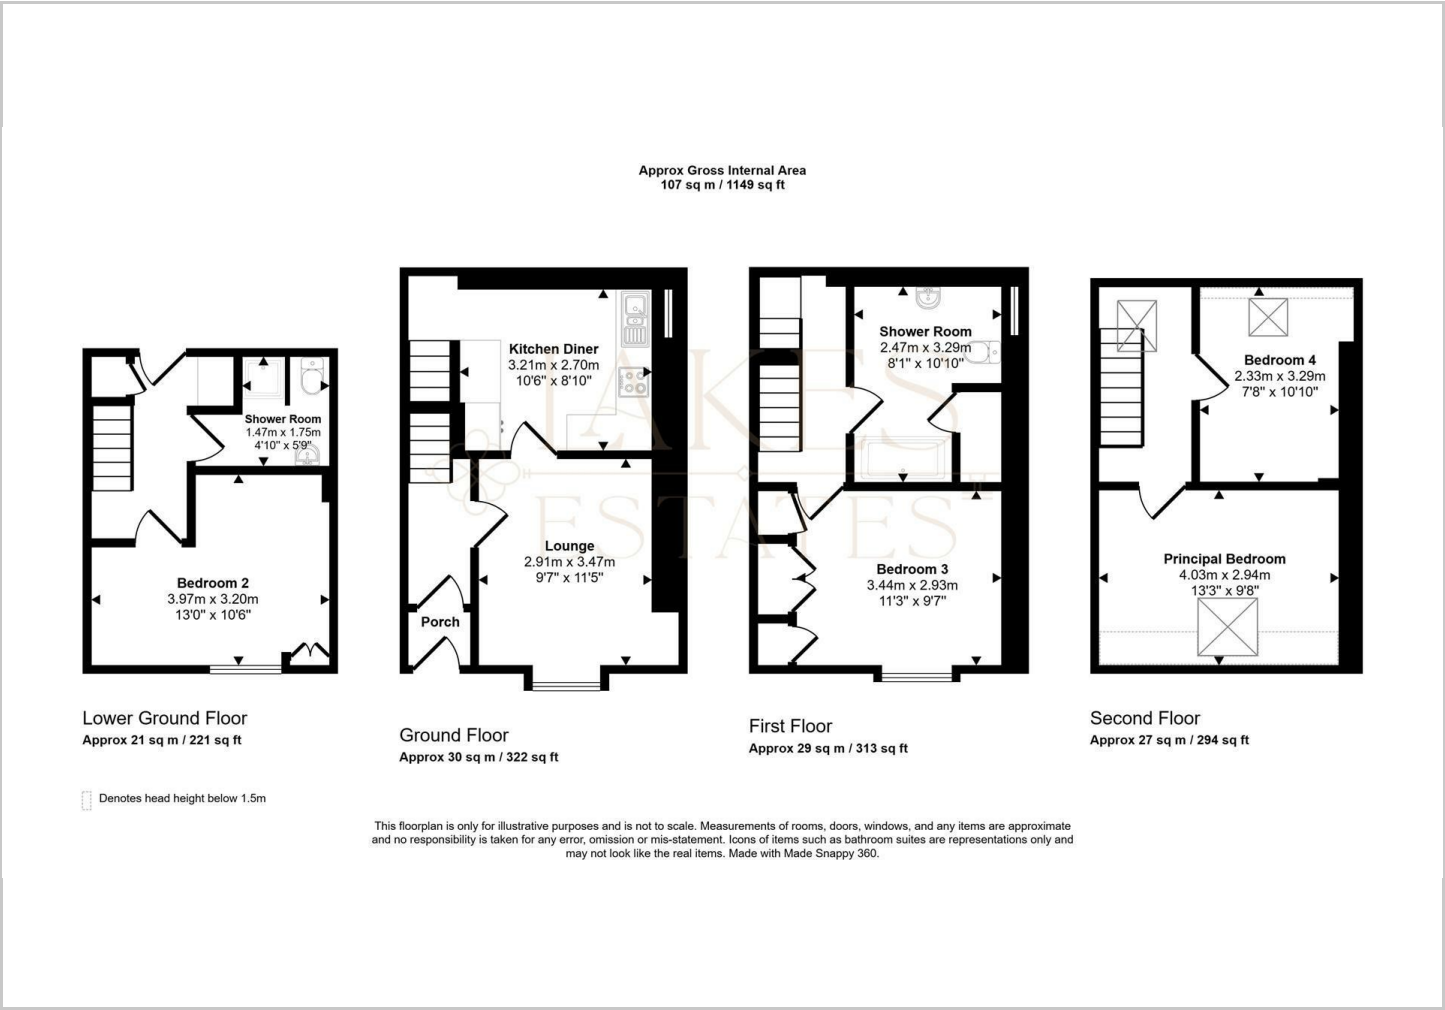 Approx Gross Internal Area
107 sq m / 1149 sq ft
Shower Room
1.47m x 1.75m
4'10" x 5'9"
Bedroom 2
3.97m x 3.20m
13'0" x 10'6"
Lower Ground Floor
Approx 21 sq m / 221 sq ft
Kitchen Diner
3.21m x 2.70m
10'6" x 8'10"
Lounge
2.91m x 3.47m
9'7" x 11'5"
Porch
Ground Floor
Approx 30 sq m / 322 sq ft
Shower Room
2.47m x 3.29m
8'1" x 10'10"
Bedroom 3
3.44m x 2.93m
11'3" x 9'7"
First Floor
Approx 29 sq m / 313 sq ft
Bedroom 4
2.33m x 3.29m
7'8" x 10'10"
Principal Bedroom
4.03m x 2.94m
13'3" x 9'8"
Second Floor
Approx 27 sq m / 294 sq ft
LAKES
ESTATES
Denotes head height below 1.5m
This floorplan is only for illustrative purposes and is not to scale. Measurements of rooms, doors, windows, and any items are approximate
and no responsibility is taken for any error, omission or mis-statement. Icons of items such as bathroom suites are representations only and
may not look like the real items. Made with Made Snappy 360.